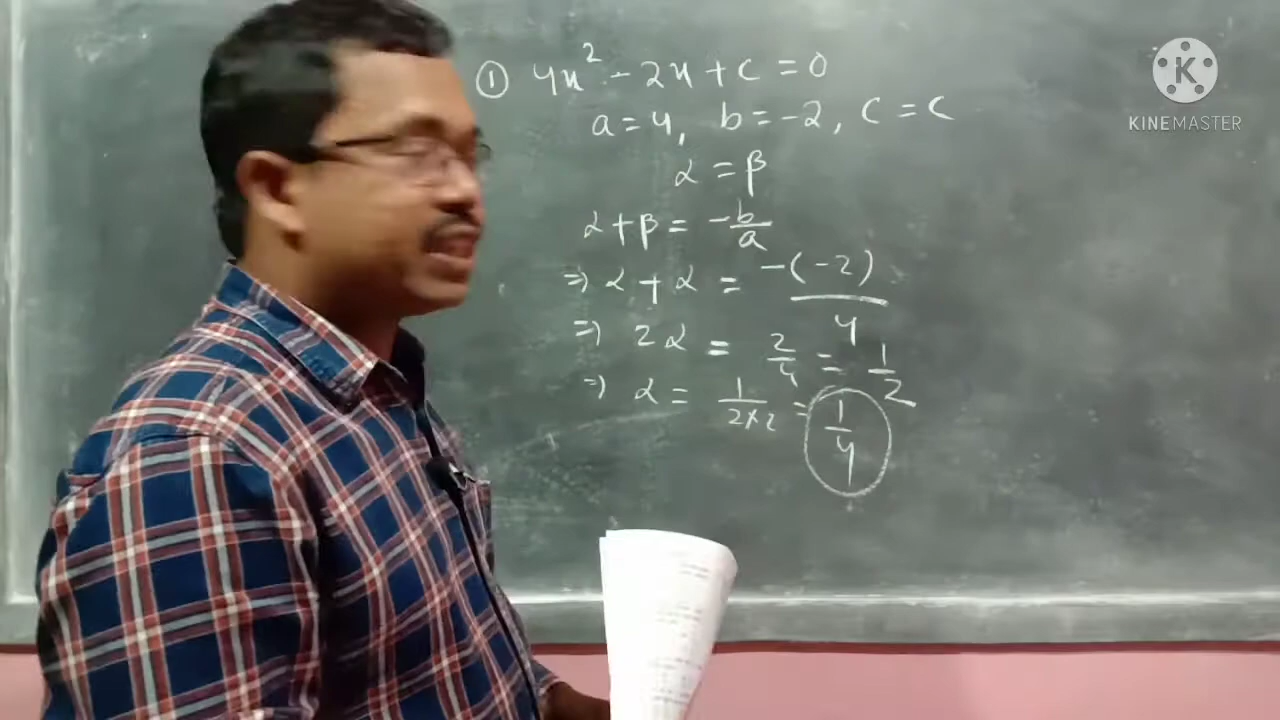 ① 4x² - 2x + c = 0
a = 4, b = -2, c = c
α = β
α + β = -b/a
⇒ α + α = -(-2)/4
⇒ 2α = 2/4 = 1/2
⇒ α = 1/2×2 = 1/4
K
KINEMASTER